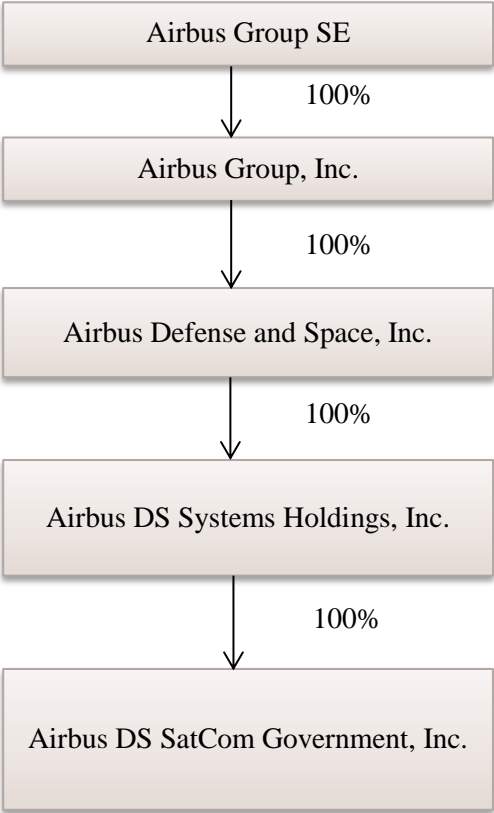 Airbus Group SE
100%
Airbus Group, Inc.
100%
Airbus Defense and Space, Inc.
100%
Airbus DS Systems Holdings, Inc.
100%
Airbus DS SatCom Government, Inc.